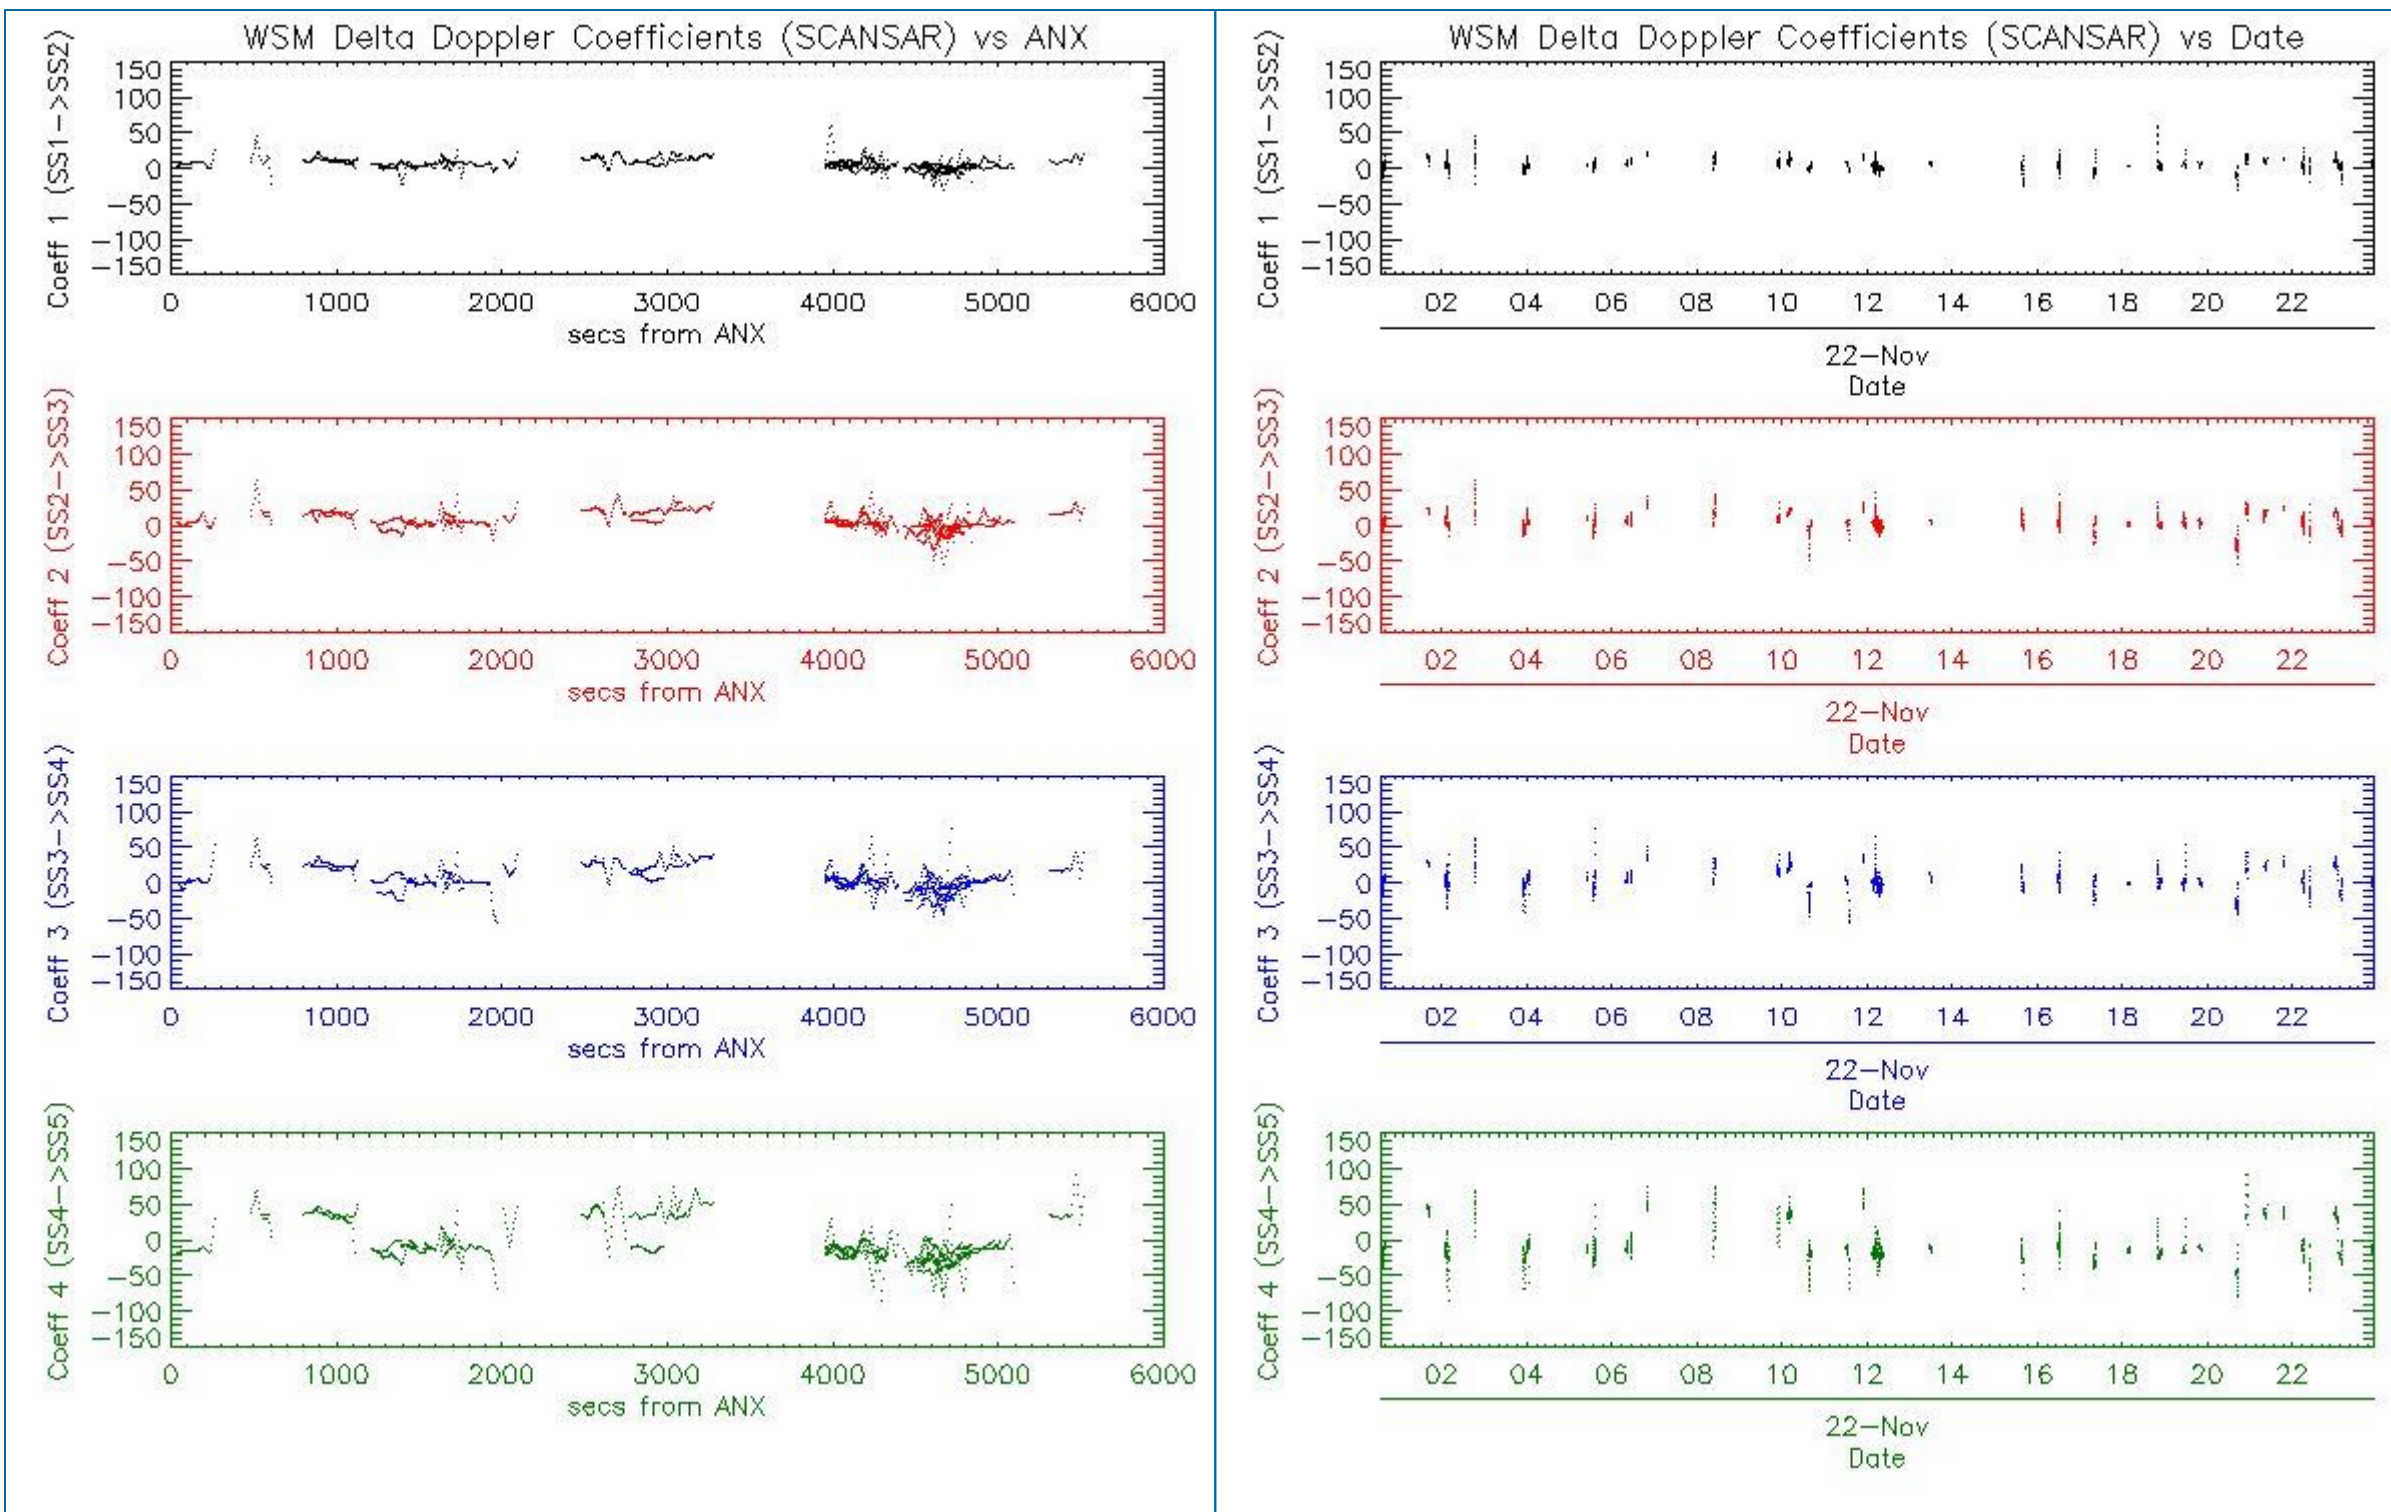 WSM Delta Doppler Coefficients (SCANSAR) vs ANX
Coeff 1 (SS1->SS2)
150
100
50
0
-50
-100
-150
0 1000 2000 3000 4000 5000 6000
secs from ANX
Coeff 2 (SS2->SS3)
150
100
50
0
-50
-100
-150
0 1000 2000 3000 4000 5000 6000
secs from ANX
Coeff 3 (SS3->SS4)
150
100
50
0
-50
-100
-150
0 1000 2000 3000 4000 5000 6000
secs from ANX
Coeff 4 (SS4->SS5)
150
100
50
0
-50
-100
-150
0 1000 2000 3000 4000 5000 6000
secs from ANX
WSM Delta Doppler Coefficients (SCANSAR) vs Date
Coeff 1 (SS1->SS2)
150
100
50
0
-50
-100
-150
02 04 06 08 10 12 14 16 18 20 22
22-Nov
Date
Coeff 2 (SS2->SS3)
150
100
50
0
-50
-100
-150
02 04 06 08 10 12 14 16 18 20 22
22-Nov
Date
Coeff 3 (SS3->SS4)
150
100
50
0
-50
-100
-150
02 04 06 08 10 12 14 16 18 20 22
22-Nov
Date
Coeff 4 (SS4->SS5)
150
100
50
0
-50
-100
-150
02 04 06 08 10 12 14 16 18 20 22
22-Nov
Date